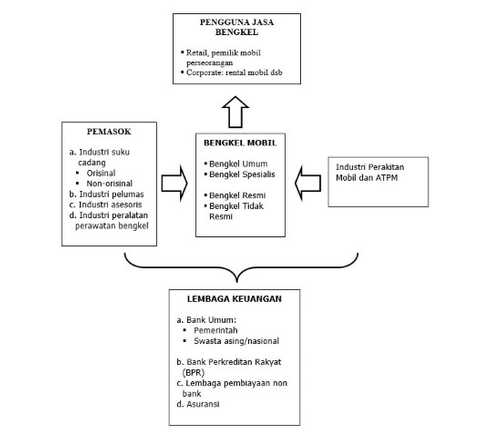 PENGGUNA JASA
BENGKEL
▪ Retail, pemilik mobil
perseorangan
▪ Corporate: rental mobil dsb
PEMASOK
a. Industri suku
cadang
▪ Orisinal
▪ Non-orisinal
b. Industri pelumas
c. Industri asesoris
d. Industri peralatan
perawatan bengkel
BENGKEL MOBIL
▪ Bengkel Umum
▪ Bengkel Spesialis
▪ Bengkel Resmi
▪ Bengkel Tidak
Resmi
Industri Perakitan
Mobil dan ATPM
LEMBAGA KEUANGAN
a. Bank Umum:
▪ Pemerintah
▪ Swasta asing/nasional
b. Bank Perkreditan Rakyat
(BPR)
c. Lembaga pembiayaan non
bank
d. Asuransi